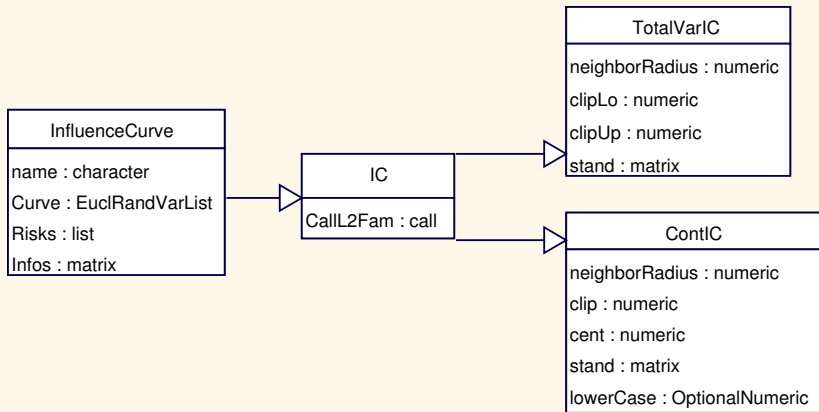 InfluenceCurve
name : character
Curve : EuclRandVarList
Risks : list
Infos : matrix
IC
CallL2Fam : call
TotalVarIC
neighborRadius : numeric
clipLo : numeric
clipUp : numeric
stand : matrix
ContIC
neighborRadius : numeric
clip : numeric
cent : numeric
stand : matrix
lowerCase : OptionalNumeric